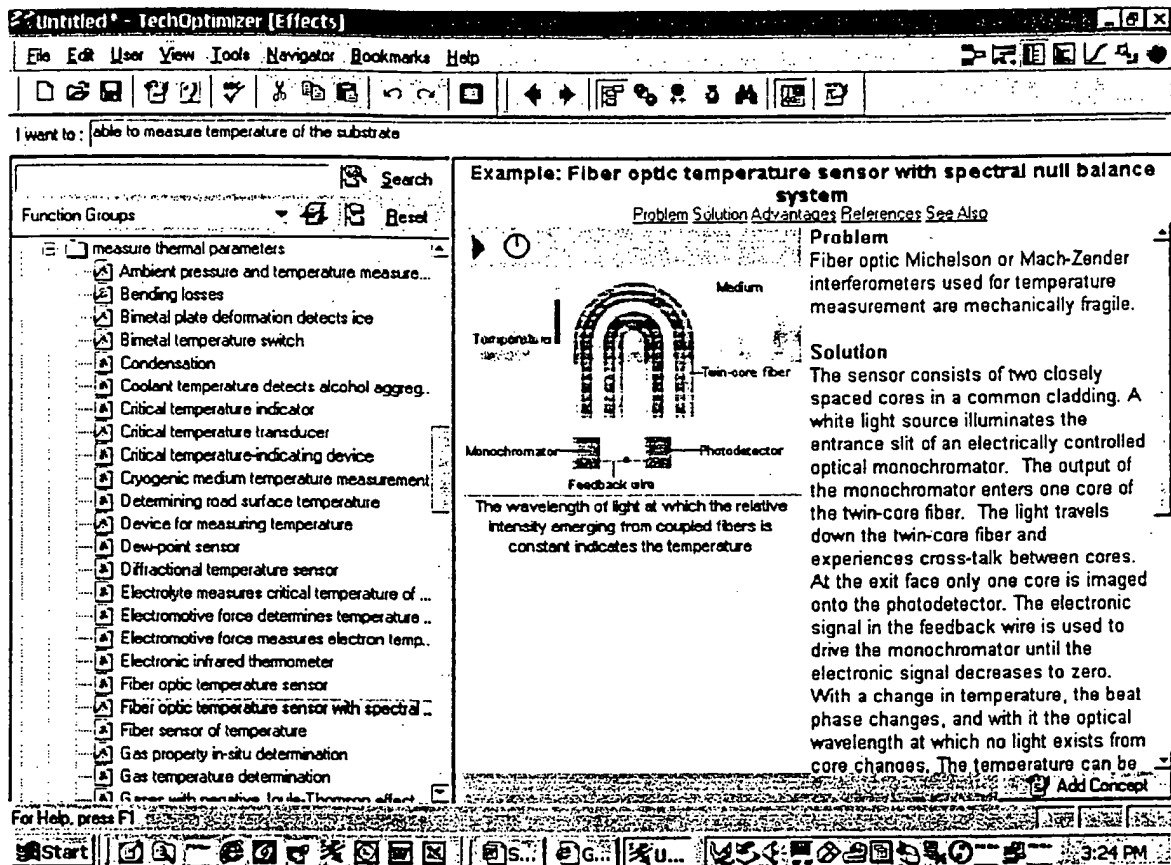 Untitled * - TechOptimizer [Effects]
File Edit User View Tools Navigator Bookmarks Help
I want to : able to measure temperature of the substrate
Search
Function Groups
Reset
measure thermal parameters
Ambient pressure and temperature measure...
Bending losses
Bimetal plate deformation detects ice
Bimetal temperature switch
Condensation
Coolant temperature detects alcohol aggreg..
Critical temperature indicator
Critical temperature transducer
Critical temperature-indicating device
Cryogenic medium temperature measurement
Determining road surface temperature
Device for measuring temperature
Dew-point sensor
Diffractional temperature sensor
Electrolyte measures critical temperature of ...
Electromotive force determines temperature ..
Electromotive force measures electron temp..
Electronic infrared thermometer
Fiber optic temperature sensor
Fiber optic temperature sensor with spectral ..
Fiber sensor of temperature
Gas property in-situ determination
Gas temperature determination
Gases with negative Joule-Thomson effect
Example: Fiber optic temperature sensor with spectral null balance
system
Problem Solution Advantages References See Also
Medium
Temperature
Twin-core fiber
Monochromator
Photodetector
Feedback wire
The wavelength of light at which the relative
intensity emerging from coupled fibers is
constant indicates the temperature
Problem
Fiber optic Michelson or Mach-Zender
interferometers used for temperature
measurement are mechanically fragile.
Solution
The sensor consists of two closely
spaced cores in a common cladding. A
white light source illuminates the
entrance slit of an electrically controlled
optical monochromator. The output of
the monochromator enters one core of
the twin-core fiber. The light travels
down the twin-core fiber and
experiences cross-talk between cores.
At the exit face only one core is imaged
onto the photodetector. The electronic
signal in the feedback wire is used to
drive the monochromator until the
electronic signal decreases to zero.
With a change in temperature, the beat
phase changes, and with it the optical
wavelength at which no light exists from
core changes. The temperature can be
Add Concept
For Help, press F1
Start
S...
G...
U...
3:24 PM